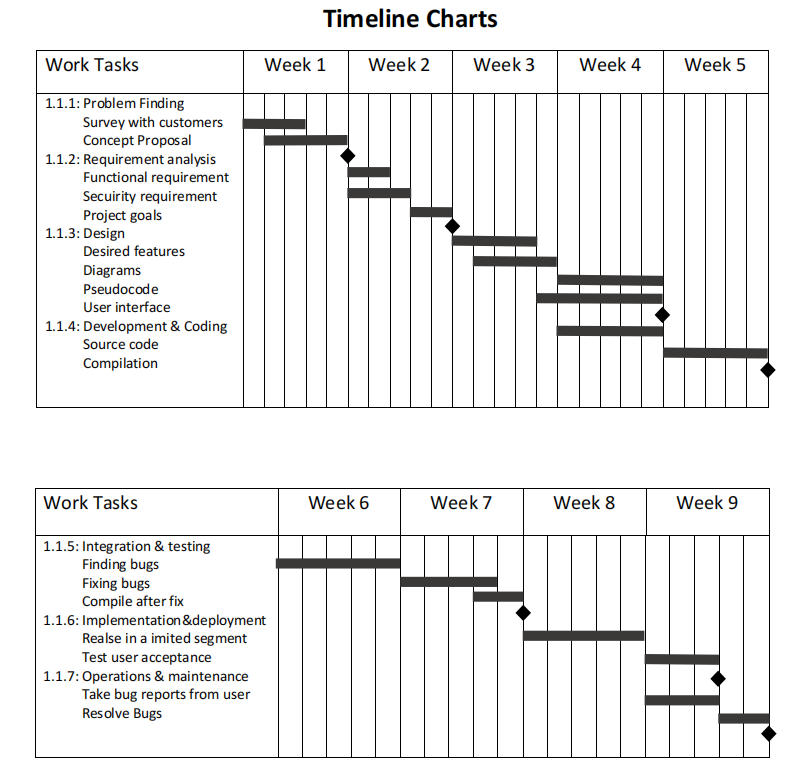 Timeline Charts
Work Tasks Week 1 Week 2 Week 3 Week 4 Week 5
1.1.1: Problem Finding
Survey with customers
Concept Proposal
1.1.2: Requirement analysis
Functional requirement
Secuirity requirement
Project goals
1.1.3: Design
Desired features
Diagrams
Pseudocode
User interface
1.1.4: Development & Coding
Source code
Compilation
Work Tasks Week 6 Week 7 Week 8 Week 9
1.1.5: Integration & testing
Finding bugs
Fixing bugs
Compile after fix
1.1.6: Implementation&deployment
Realse in a imited segment
Test user acceptance
1.1.7: Operations & maintenance
Take bug reports from user
Resolve Bugs